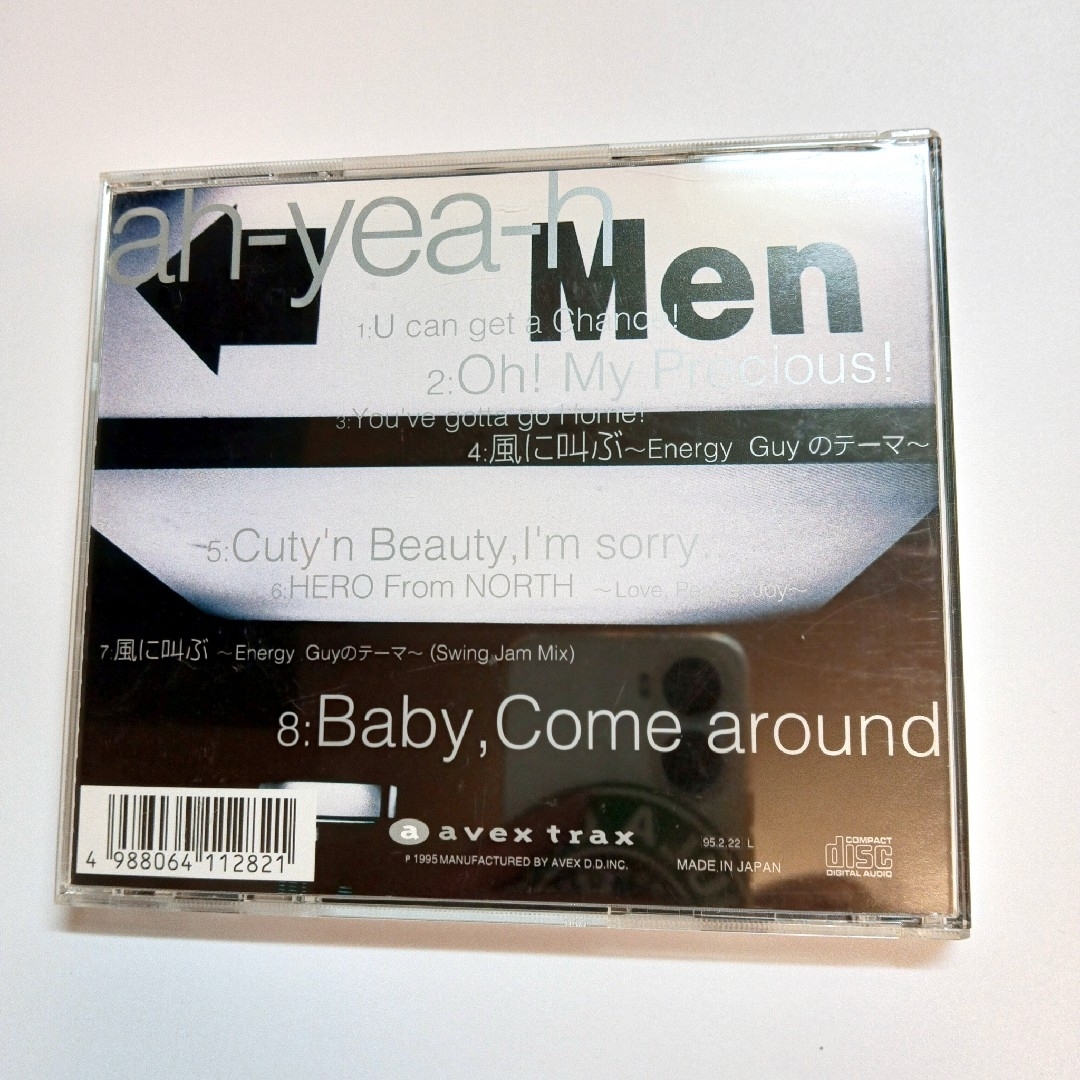 ah-yea-h
Men
1:U can get a Chance!
2:Oh! My Precious!
3:You've gotta go Home!
4:風に叫ぶ～Energy Guyのテーマ～
5:Cuty'n Beauty,I'm sorry...
6:HERO From NORTH ～Love, Peace, Joy～
7:風に叫ぶ ～Energy Guyのテーマ～ (Swing Jam Mix)
8:Baby,Come around
a avex trax
℗ 1995 MANUFACTURED BY AVEX D.D.INC.
95.2.22 L
MADE IN JAPAN
COMPACT
disc
DIGITAL AUDIO
4 988064 112821